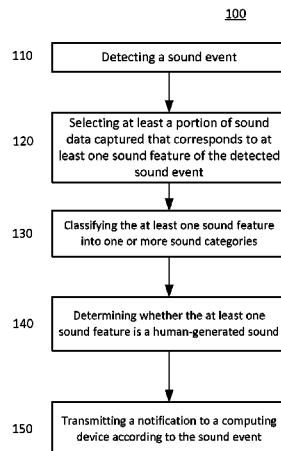 100
110
Detecting a sound event
120
Selecting at least a portion of sound
data captured that corresponds to at
least one sound feature of the detected
sound event
130
Classifying the at least one sound feature
into one or more sound categories
140
Determining whether the at least one
sound feature is a human-generated sound
150
Transmitting a notification to a computing
device according to the sound event